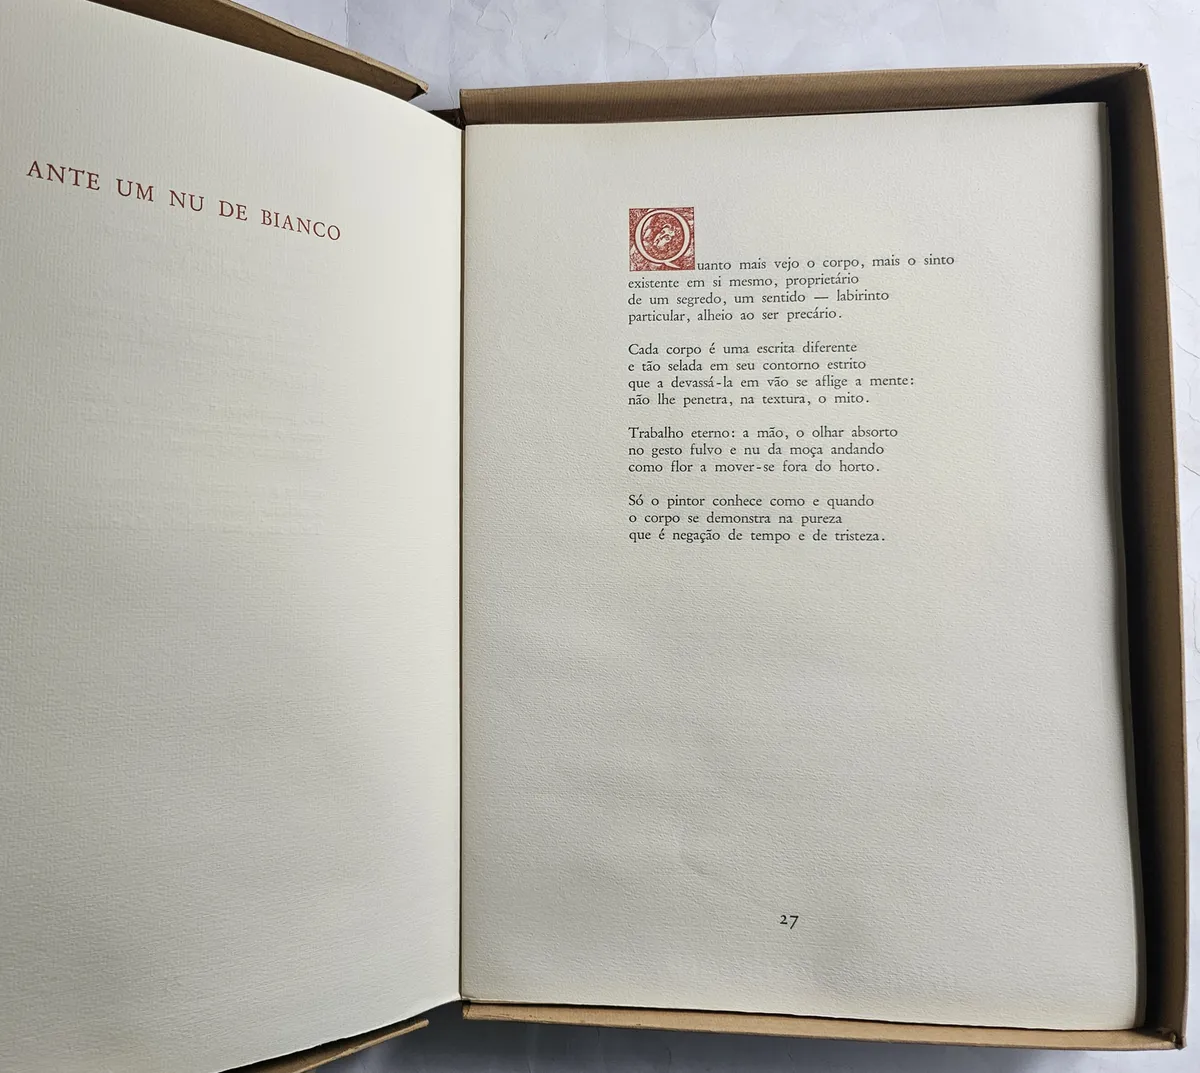 ANTE UM NU DE BIANCO
Quanto mais vejo o corpo, mais o sinto
existente em si mesmo, proprietário
de um segredo, um sentido — labirinto
particular, alheio ao ser precário.
Cada corpo é uma escrita diferente
e tão selada em seu contorno estrito
que a devassá-la em vão se aflige a mente:
não lhe penetra, na textura, o mito.
Trabalho eterno: a mão, o olhar absorto
no gesto fulvo e nu da moça andando
como flor a mover-se fora do horto.
Só o pintor conhece como e quando
o corpo se demonstra na pureza
que é negação de tempo e de tristeza.
27